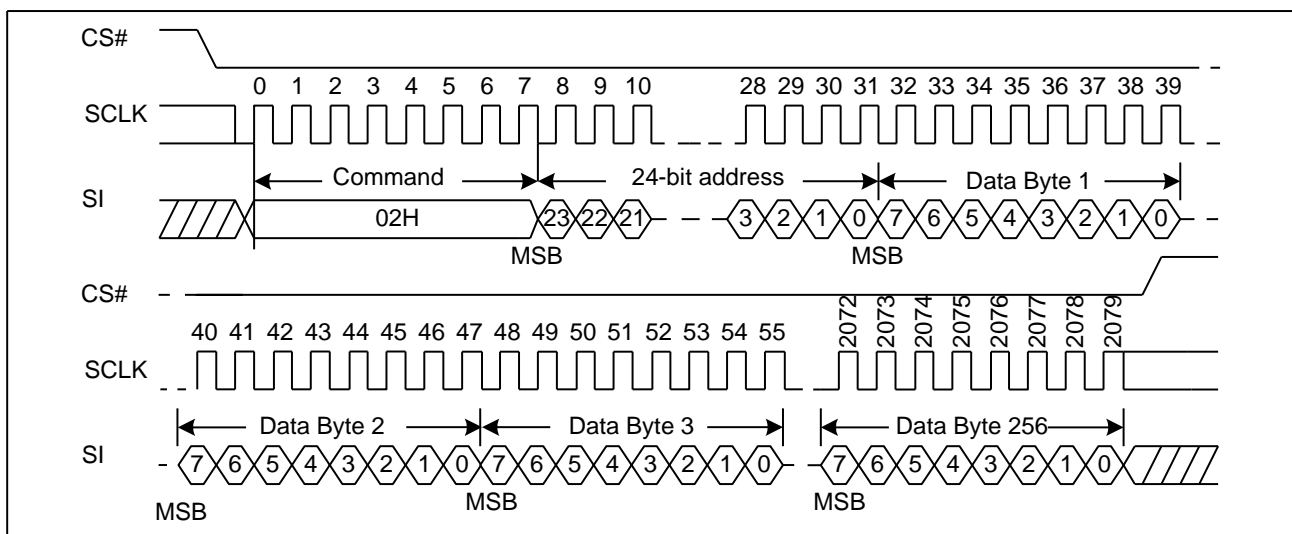 CS#
0 1 2 3 4 5 6 7 8 9 10 28 29 30 31 32 33 34 35 36 37 38 39
SCLK
Command 24-bit address Data Byte 1
SI
02H 23 22 21 3 2 1 0 7 6 5 4 3 2 1 0
MSB MSB
CS#
40 41 42 43 44 45 46 47 48 49 50 51 52 53 54 55 2072 2073 2074 2075 2076 2077 2078 2079
SCLK
Data Byte 2 Data Byte 3 Data Byte 256
SI
7 6 5 4 3 2 1 0 7 6 5 4 3 2 1 0 7 6 5 4 3 2 1 0
MSB MSB MSB